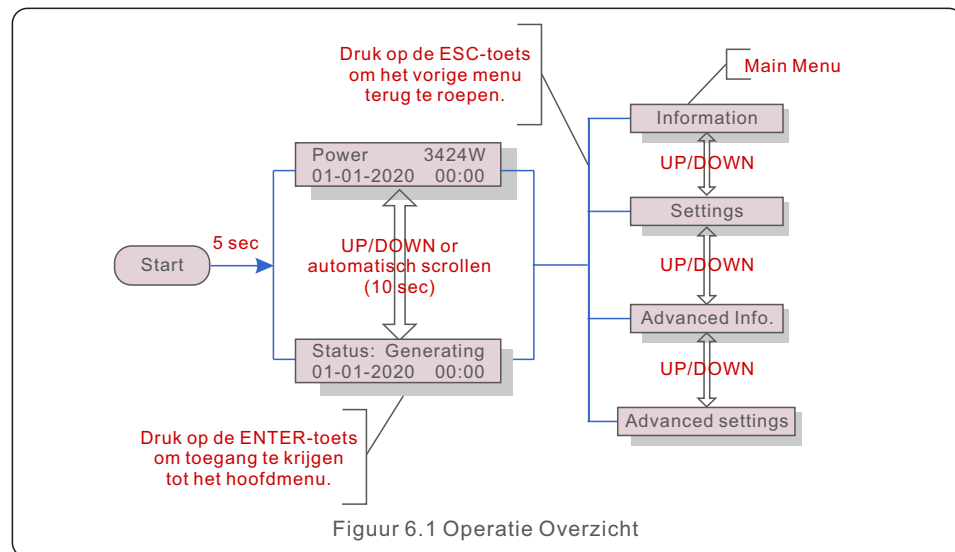 Druk op de ESC-toets
om het vorige menu
terug te roepen.
Main Menu
Information
Power 3424W
01-01-2020 00:00
UP/DOWN
Settings
5 sec
Start
UP/DOWN or
automatisch scrollen
(10 sec)
UP/DOWN
Advanced Info.
Status: Generating
01-01-2020 00:00
UP/DOWN
Advanced settings
Druk op de ENTER-toets
om toegang te krijgen
tot het hoofdmenu.
Figuur 6.1 Operatie Overzicht